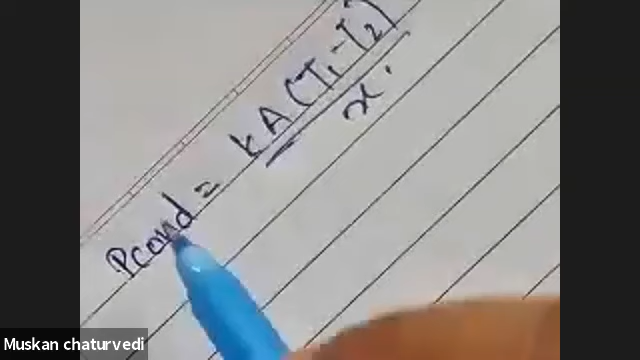 Pcond = kA(T₁-T₂)
x
Muskan chaturvedi